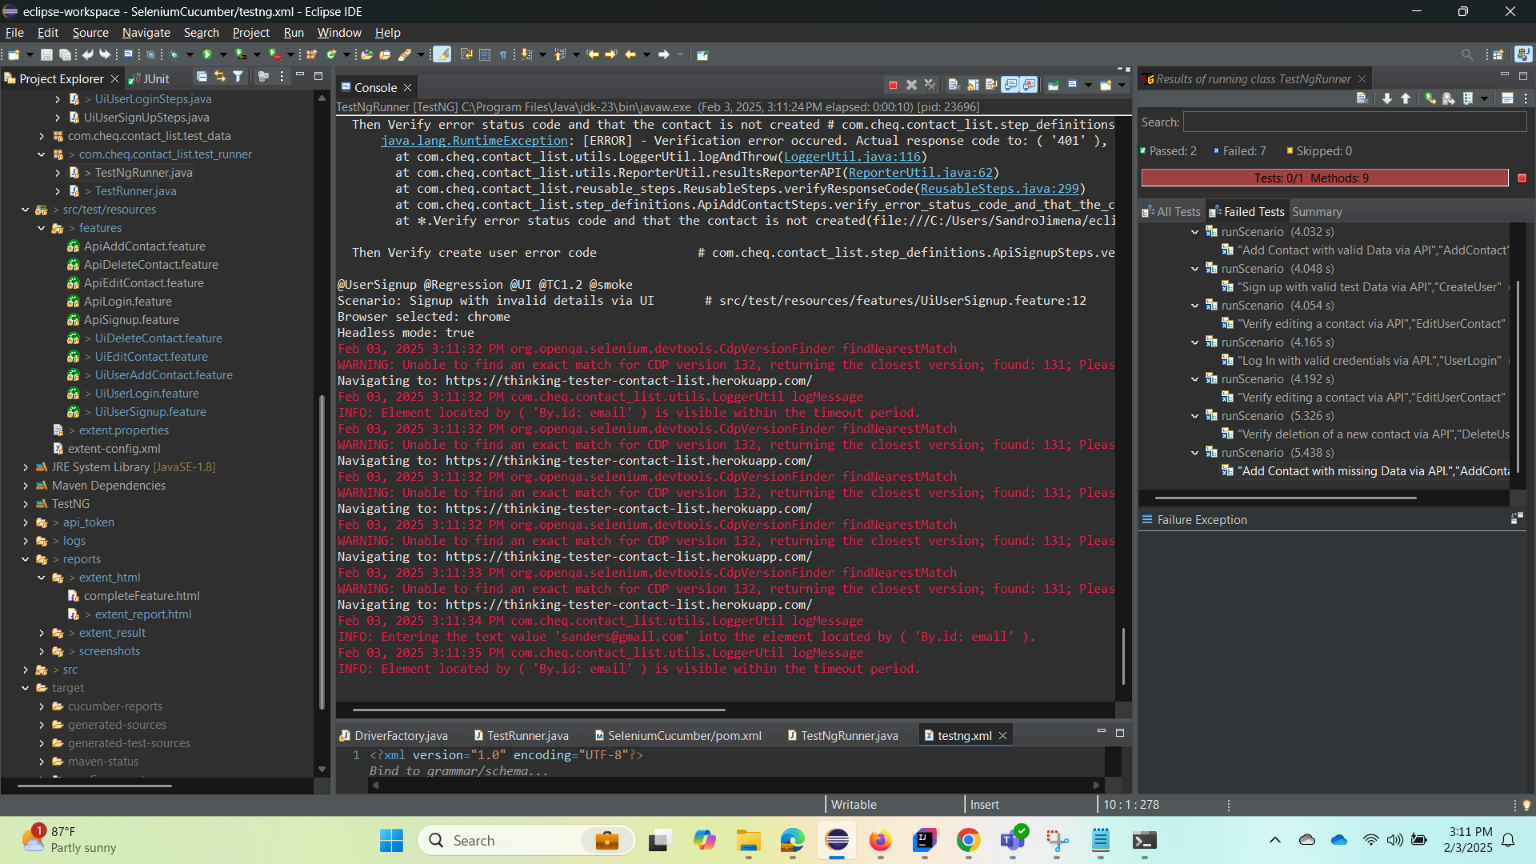 eclipse-workspace - SeleniumCucumber/testng.xml - Eclipse IDE
File Edit Source Navigate Search Project Run Window Help
Project Explorer
JUnit
> UiUserLoginSteps.java
UiUserSignUpSteps.java
com.cheq.contact_list.test_data
> com.cheq.contact_list.test_runner
> TestNgRunner.java
> TestRunner.java
> src/test/resources
> features
ApiAddContact.feature
ApiDeleteContact.feature
ApiEditContact.feature
ApiLogin.feature
ApiSignup.feature
> UiDeleteContact.feature
> UiEditContact.feature
> UiUserAddContact.feature
> UiUserLogin.feature
> UiUserSignup.feature
> extent.properties
extent-config.xml
JRE System Library [JavaSE-1.8]
Maven Dependencies
TestNG
> api_token
> logs
> reports
> extent_html
completeFeature.html
> extent_report.html
> extent_result
> screenshots
> src
target
cucumber-reports
generated-sources
generated-test-sources
maven-status
Console
TestNgRunner [TestNG] C:\Program Files\Java\jdk-23\bin\javaw.exe (Feb 3, 2025, 3:11:24 PM elapsed: 0:00:10) [pid: 23696]
Then Verify error status code and that the contact is not created # com.cheq.contact_list.step_definitions
java.lang.RuntimeException: [ERROR] - Verification error occured. Actual response code to: ( '401' ),
at com.cheq.contact_list.utils.LoggerUtil.logAndThrow(LoggerUtil.java:116)
at com.cheq.contact_list.utils.ReporterUtil.resultsReporterAPI(ReporterUtil.java:62)
at com.cheq.contact_list.reusable_steps.ReusableSteps.verifyResponseCode(ReusableSteps.java:299)
at com.cheq.contact_list.step_definitions.ApiAddContactSteps.verify_error_status_code_and_that_the_c
at *.Verify error status code and that the contact is not created(file:///C:/Users/SandroJimena/ecli
Then Verify create user error code # com.cheq.contact_list.step_definitions.ApiSignupSteps.ve
@UserSignup @Regression @UI @TC1.2 @smoke
Scenario: Signup with invalid details via UI # src/test/resources/features/UiUserSignup.feature:12
Browser selected: chrome
Headless mode: true
Feb 03, 2025 3:11:32 PM org.openqa.selenium.devtools.CdpVersionFinder findNearestMatch
WARNING: Unable to find an exact match for CDP version 132, returning the closest version; found: 131; Pleas
Navigating to: https://thinking-tester-contact-list.herokuapp.com/
Feb 03, 2025 3:11:32 PM com.cheq.contact_list.utils.LoggerUtil logMessage
INFO: Element located by ( 'By.id: email' ) is visible within the timeout period.
Feb 03, 2025 3:11:32 PM org.openqa.selenium.devtools.CdpVersionFinder findNearestMatch
WARNING: Unable to find an exact match for CDP version 132, returning the closest version; found: 131; Pleas
Navigating to: https://thinking-tester-contact-list.herokuapp.com/
Feb 03, 2025 3:11:32 PM org.openqa.selenium.devtools.CdpVersionFinder findNearestMatch
WARNING: Unable to find an exact match for CDP version 132, returning the closest version; found: 131; Pleas
Navigating to: https://thinking-tester-contact-list.herokuapp.com/
Feb 03, 2025 3:11:32 PM org.openqa.selenium.devtools.CdpVersionFinder findNearestMatch
WARNING: Unable to find an exact match for CDP version 132, returning the closest version; found: 131; Pleas
Navigating to: https://thinking-tester-contact-list.herokuapp.com/
Feb 03, 2025 3:11:33 PM org.openqa.selenium.devtools.CdpVersionFinder findNearestMatch
WARNING: Unable to find an exact match for CDP version 132, returning the closest version; found: 131; Pleas
Navigating to: https://thinking-tester-contact-list.herokuapp.com/
Feb 03, 2025 3:11:34 PM com.cheq.contact_list.utils.LoggerUtil logMessage
INFO: Entering the text value 'sanders@gmail.com' into the element located by ( 'By.id: email' ).
Feb 03, 2025 3:11:35 PM com.cheq.contact_list.utils.LoggerUtil logMessage
INFO: Element located by ( 'By.id: email' ) is visible within the timeout period.
DriverFactory.java TestRunner.java SeleniumCucumber/pom.xml TestNgRunner.java testng.xml
1 <?xml version="1.0" encoding="UTF-8"?>
Bind to grammar/schema...
Results of running class TestNgRunner
Search:
Passed: 2 Failed: 7 Skipped: 0
Tests: 0/1 Methods: 9
All Tests Failed Tests Summary
runScenario (4.032 s)
"Add Contact with valid Data via API","AddContact"
runScenario (4.048 s)
"Sign up with valid test Data via API","CreateUser"
runScenario (4.054 s)
"Verify editing a contact via API","EditUserContact"
runScenario (4.165 s)
"Log In with valid credentials via API.","UserLogin"
runScenario (4.192 s)
"Verify editing a contact via API","EditUserContact"
runScenario (5.326 s)
"Verify deletion of a new contact via API","DeleteUs
runScenario (5.438 s)
"Add Contact with missing Data via API.","AddConta
Failure Exception
Writable
Insert
10 : 1 : 278
1
87°F
Partly sunny
Search
3:11 PM
2/3/2025